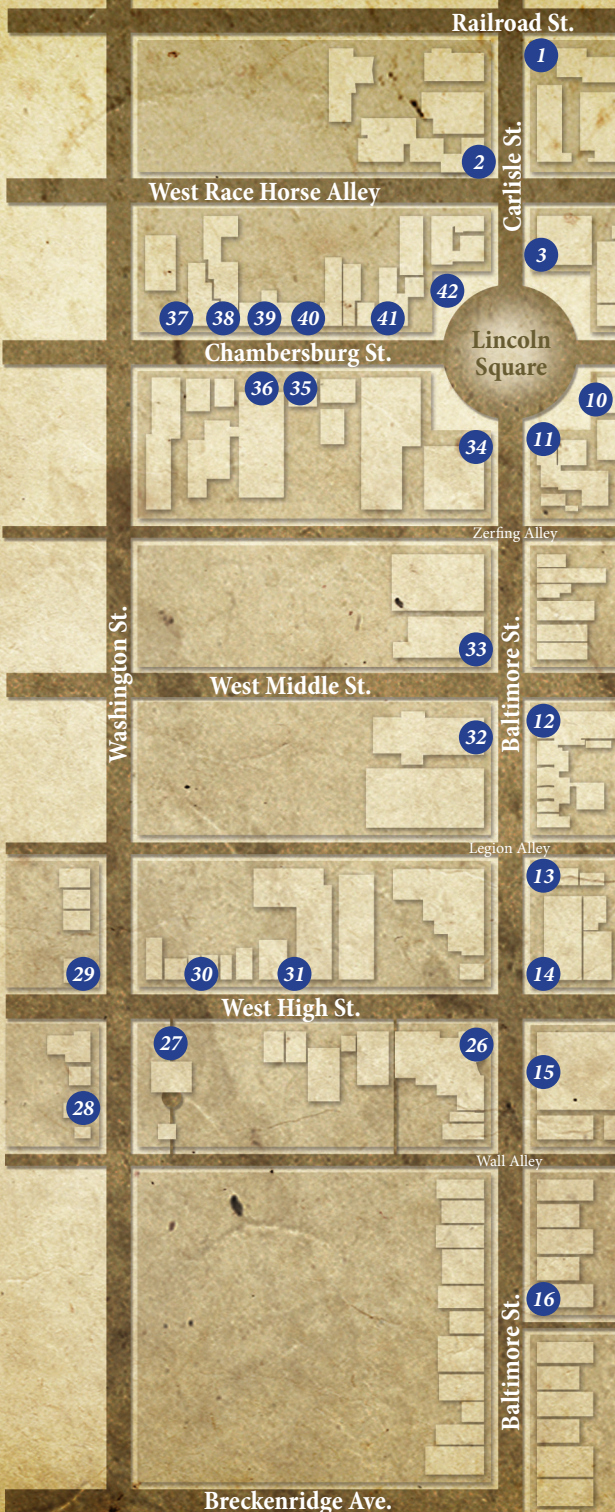 Railroad St.
1
Carlisle St.
2
West Race Horse Alley
3
42
37
38
39
40
41
Lincoln
Square
Chambersburg St.
36
35
10
11
34
Zerfing Alley
Washington St.
Baltimore St.
33
West Middle St.
12
32
Legion Alley
13
29
30
31
14
West High St.
27
26
15
28
Wall Alley
16
Baltimore St.
Breckenridge Ave.